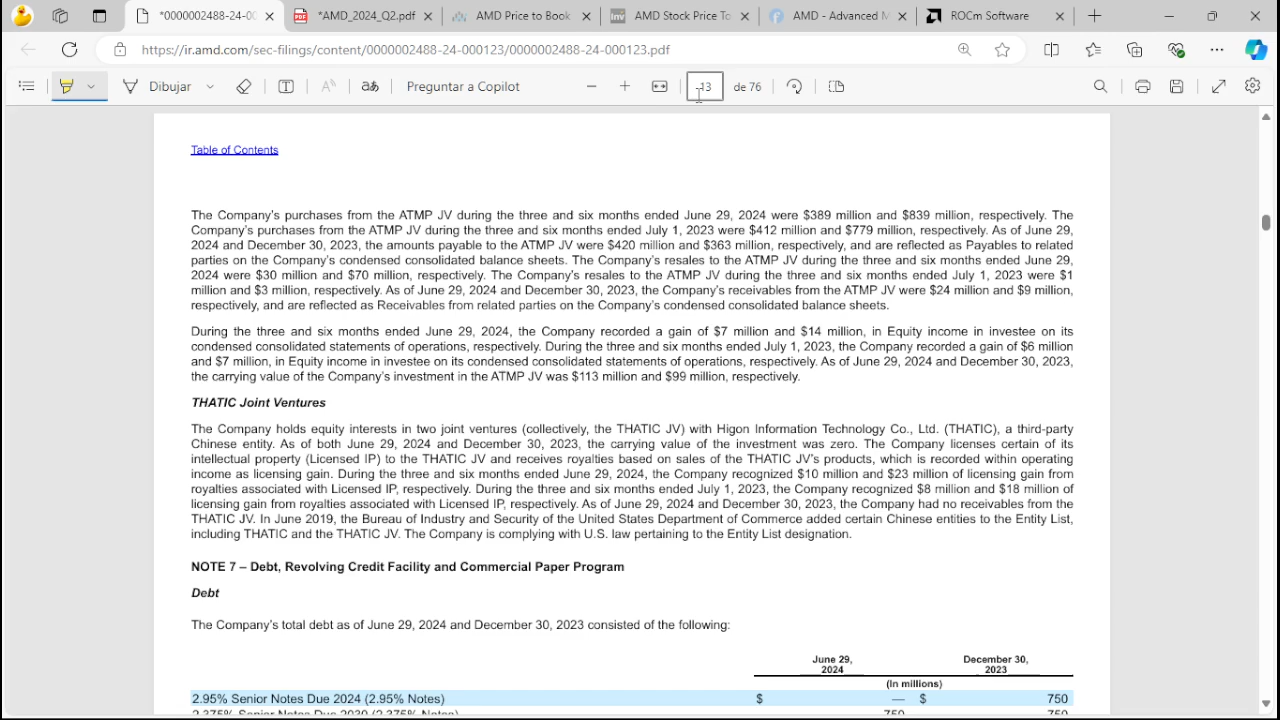 *0000002488-24-00
*AMD_2024_Q2.pdf
AMD Price to Book
AMD Stock Price To
AMD - Advanced M
ROCm Software
https://ir.amd.com/sec-filings/content/0000002488-24-000123/0000002488-24-000123.pdf
Dibujar
Preguntar a Copilot
13
de 76
Table of Contents
The Company's purchases from the ATMP JV during the three and six months ended June 29, 2024 were $389 million and $839 million, respectively. The
Company's purchases from the ATMP JV during the three and six months ended July 1, 2023 were $412 million and $779 million, respectively. As of June 29,
2024 and December 30, 2023, the amounts payable to the ATMP JV were $420 million and $363 million, respectively, and are reflected as Payables to related
parties on the Company's condensed consolidated balance sheets. The Company's resales to the ATMP JV during the three and six months ended June 29,
2024 were $30 million and $70 million, respectively. The Company's resales to the ATMP JV during the three and six months ended July 1, 2023 were $1
million and $3 million, respectively. As of June 29, 2024 and December 30, 2023, the Company's receivables from the ATMP JV were $24 million and $9 million,
respectively, and are reflected as Receivables from related parties on the Company's condensed consolidated balance sheets.
During the three and six months ended June 29, 2024, the Company recorded a gain of $7 million and $14 million, in Equity income in investee on its
condensed consolidated statements of operations, respectively. During the three and six months ended July 1, 2023, the Company recorded a gain of $6 million
and $7 million, in Equity income in investee on its condensed consolidated statements of operations, respectively. As of June 29, 2024 and December 30, 2023,
the carrying value of the Company's investment in the ATMP JV was $113 million and $99 million, respectively.
THATIC Joint Ventures
The Company holds equity interests in two joint ventures (collectively, the THATIC JV) with Higon Information Technology Co., Ltd. (THATIC), a third-party
Chinese entity. As of both June 29, 2024 and December 30, 2023, the carrying value of the investment was zero. The Company licenses certain of its
intellectual property (Licensed IP) to the THATIC JV and receives royalties based on sales of the THATIC JV's products, which is recorded within operating
income as licensing gain. During the three and six months ended June 29, 2024, the Company recognized $10 million and $23 million of licensing gain from
royalties associated with Licensed IP, respectively. During the three and six months ended July 1, 2023, the Company recognized $8 million and $18 million of
licensing gain from royalties associated with Licensed IP, respectively. As of June 29, 2024 and December 30, 2023, the Company had no receivables from the
THATIC JV. In June 2019, the Bureau of Industry and Security of the United States Department of Commerce added certain Chinese entities to the Entity List,
including THATIC and the THATIC JV. The Company is complying with U.S. law pertaining to the Entity List designation.
NOTE 7 – Debt, Revolving Credit Facility and Commercial Paper Program
Debt
The Company's total debt as of June 29, 2024 and December 30, 2023 consisted of the following:
June 29, 2024 December 30, 2023
(In millions)
2.95% Senior Notes Due 2024 (2.95% Notes) $ — $ 750
2.375% Senior Notes Due 2030 (2.375% Notes) 750 750